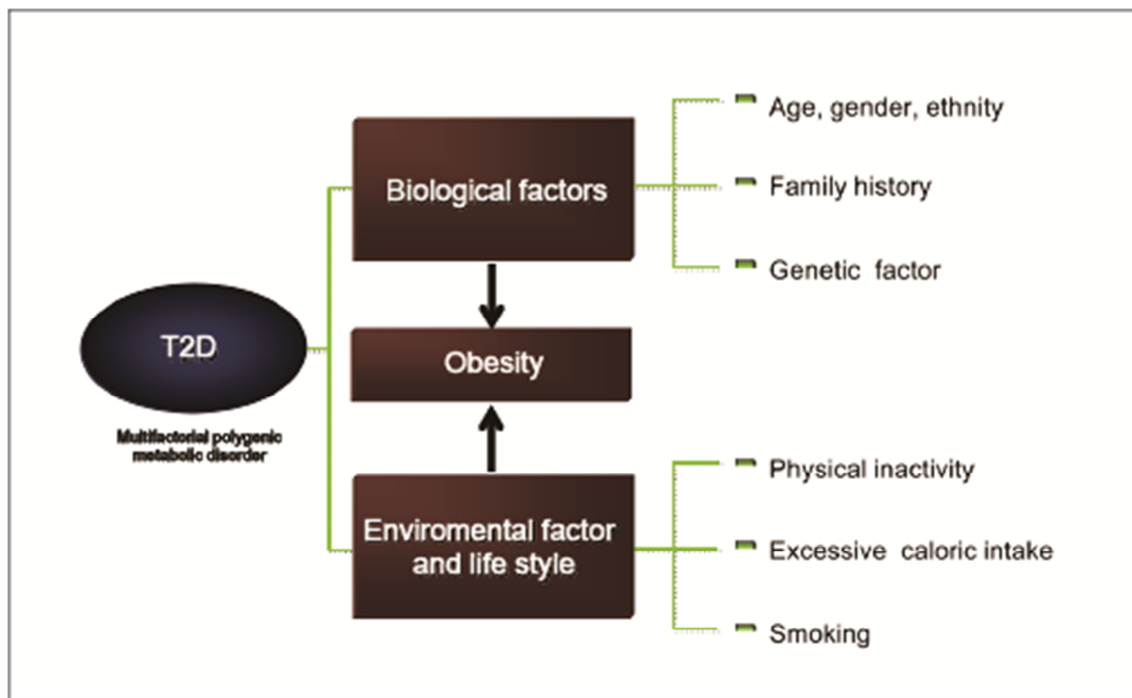 Age, gender, ethnity
Biological factors
Family history
Genetic factor
T2D
Multifactorial polygenic
metabolic disorder
Obesity
Enviromental factor
and life style
Physical inactivity
Excessive caloric intake
Smoking